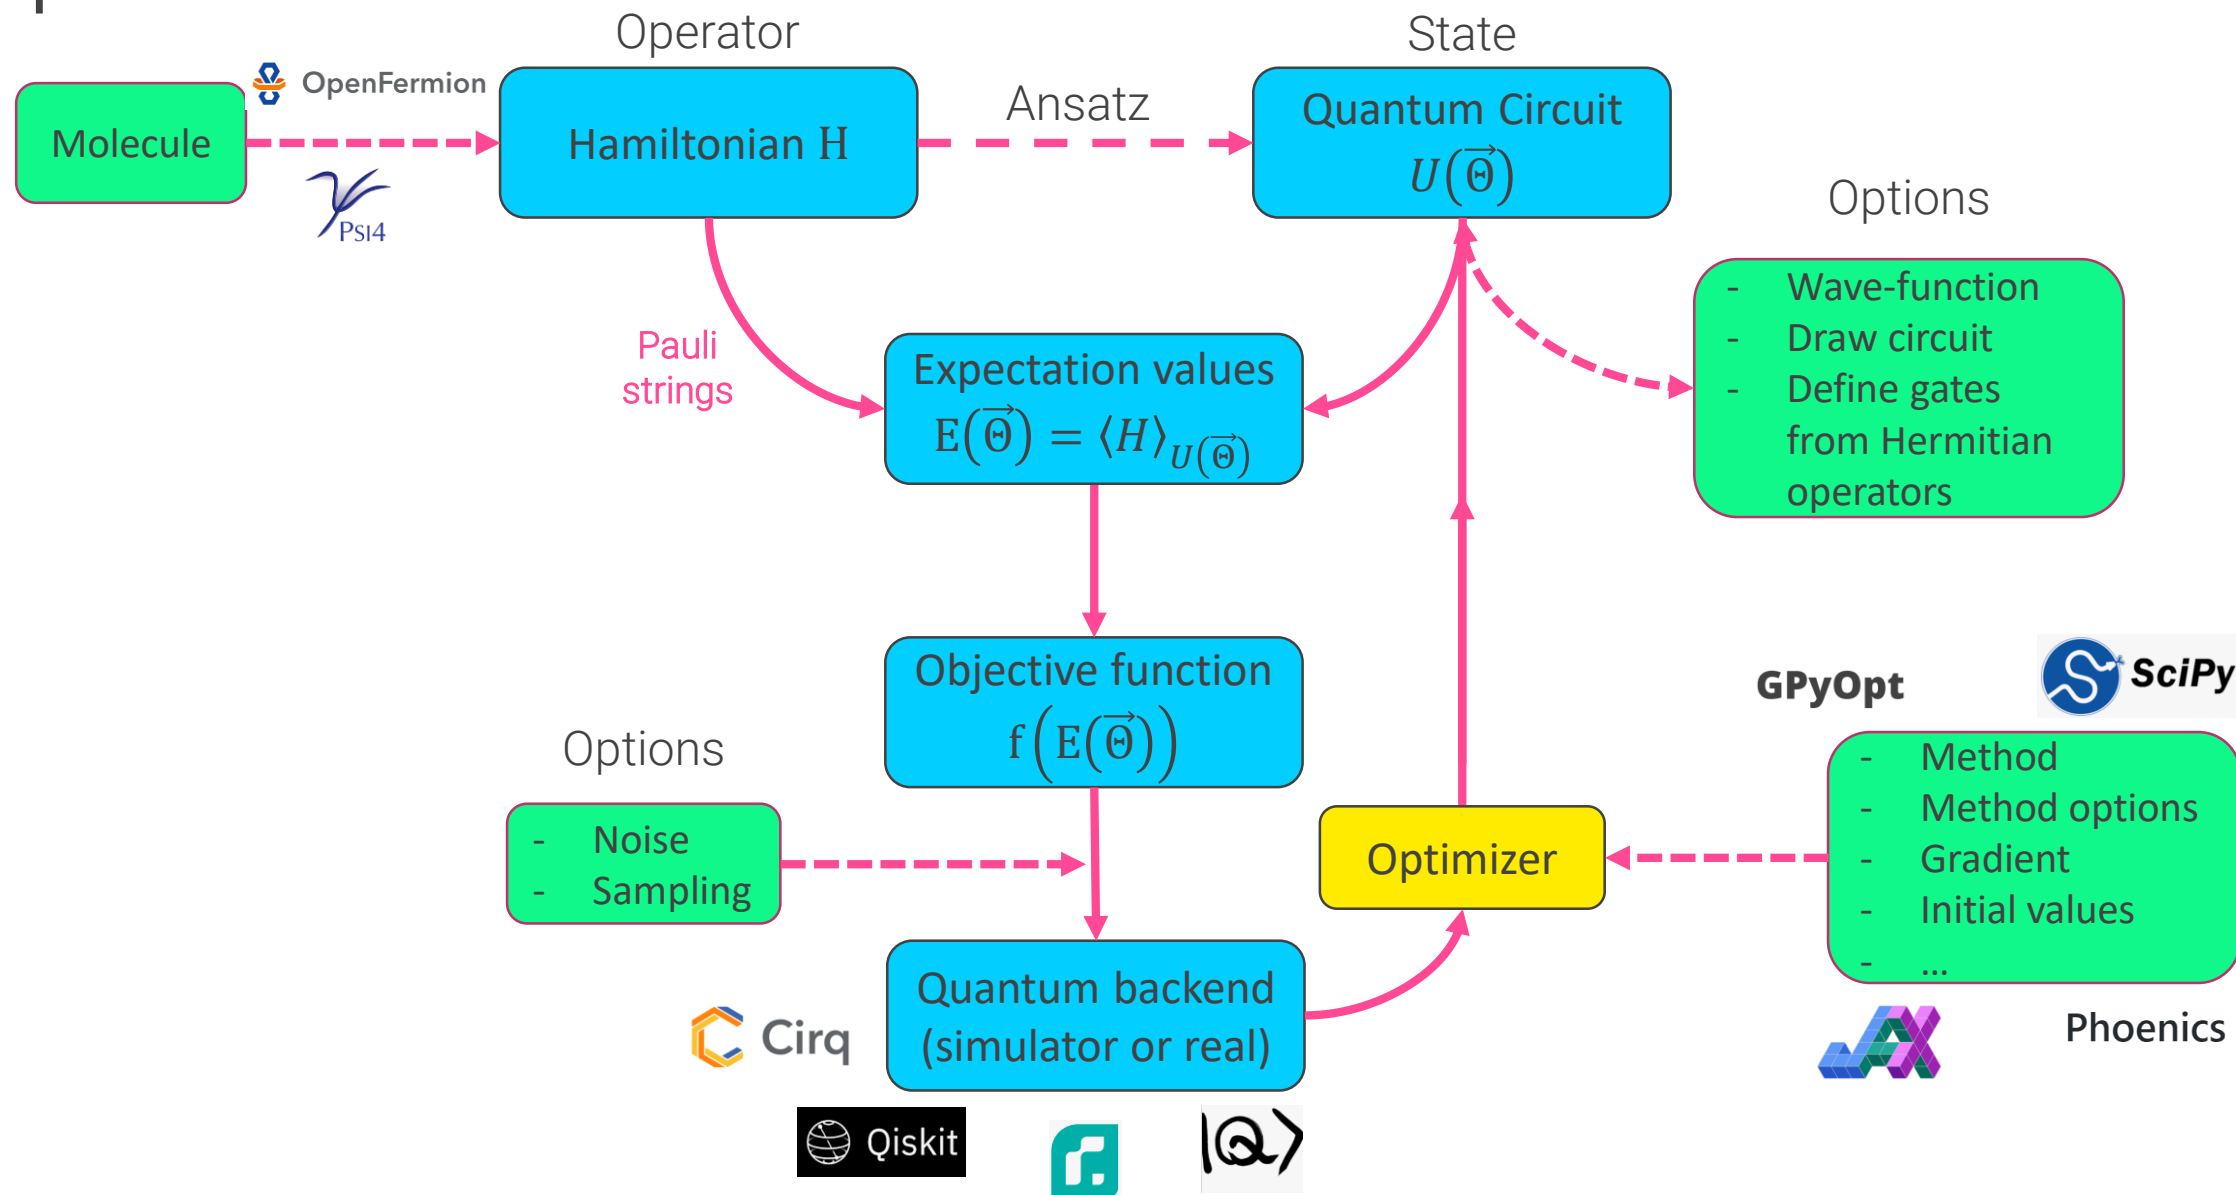 Operator
State
OpenFermion
Molecule
Hamiltonian H
Ansatz
Quantum Circuit
U(Θ⃗)
PSI4
Options
- Wave-function
- Draw circuit
- Define gates
from Hermitian
operators
Pauli
strings
Expectation values
E(Θ⃗) = ⟨H⟩U(Θ⃗)
Objective function
f(E(Θ⃗))
GPyOpt
SciPy
Options
- Noise
- Sampling
Optimizer
- Method
- Method options
- Gradient
- Initial values
- ...
Quantum backend
(simulator or real)
Cirq
JAX
Phoenics
Qiskit
r.
|Q⟩